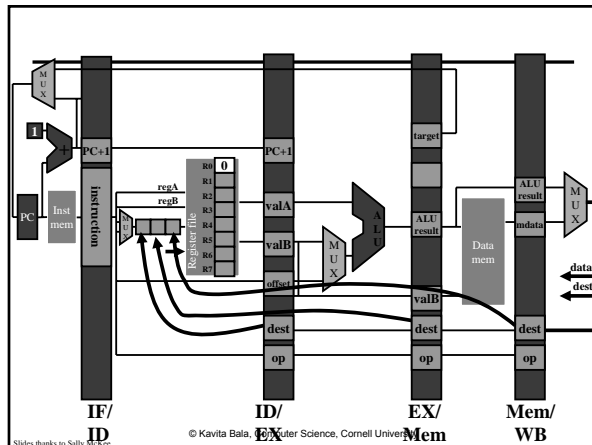 M U X
1
+
PC
Inst mem
PC+1
instruction
M U X
regA
regB
Register file
R0
R1
R2
R3
R4
R5
R6
R7
0
PC+1
valA
valB
offset
dest
op
M U X
A L U
target
ALU result
valB
dest
op
Data mem
ALU result
mdata
dest
op
M U X
data
dest
IF/ ID
ID/ EX
EX/ Mem
Mem/ WB
Slides thanks to Sally McKee
© Kavita Bala, Computer Science, Cornell University